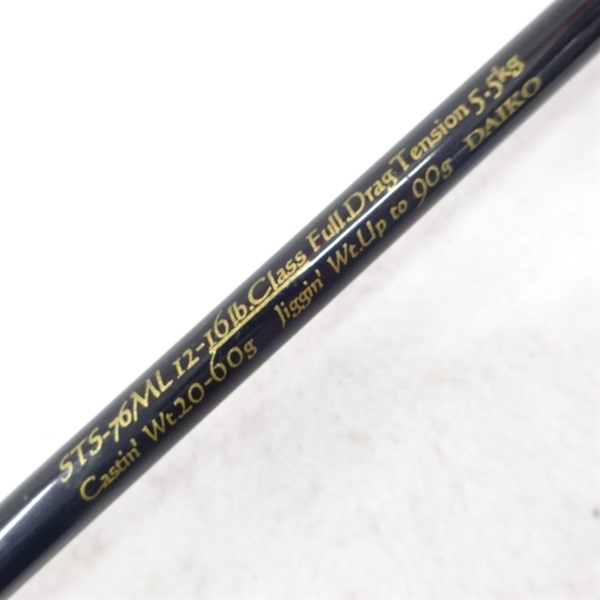 STS-76ML 12-16lb.Class Full.Drag Tension 5.5kg
Castin' Wt.20-60g Jiggin' Wt.Up to 90g DAIKO